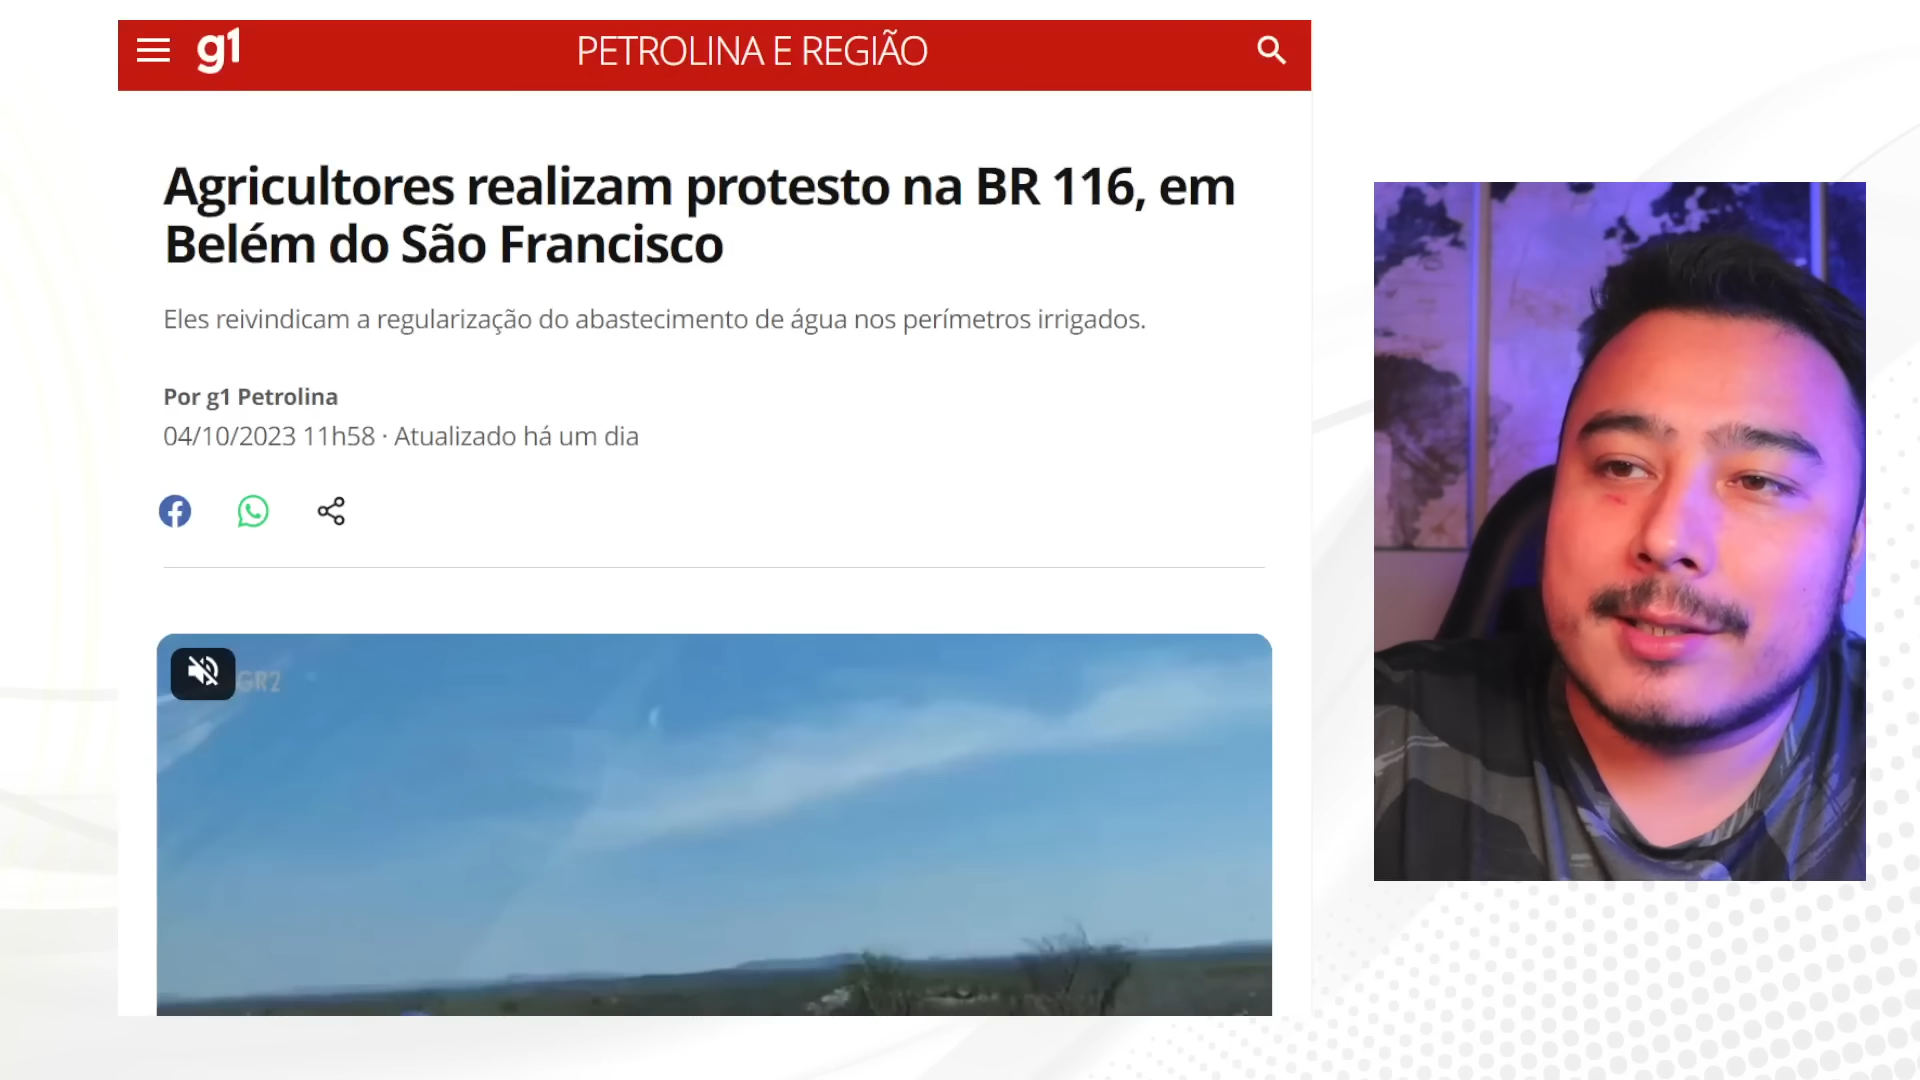 g1
PETROLINA E REGIÃO
Agricultores realizam protesto na BR 116, em
Belém do São Francisco
Eles reivindicam a regularização do abastecimento de água nos perímetros irrigados.
Por g1 Petrolina
04/10/2023 11h58 · Atualizado há um dia
GR2